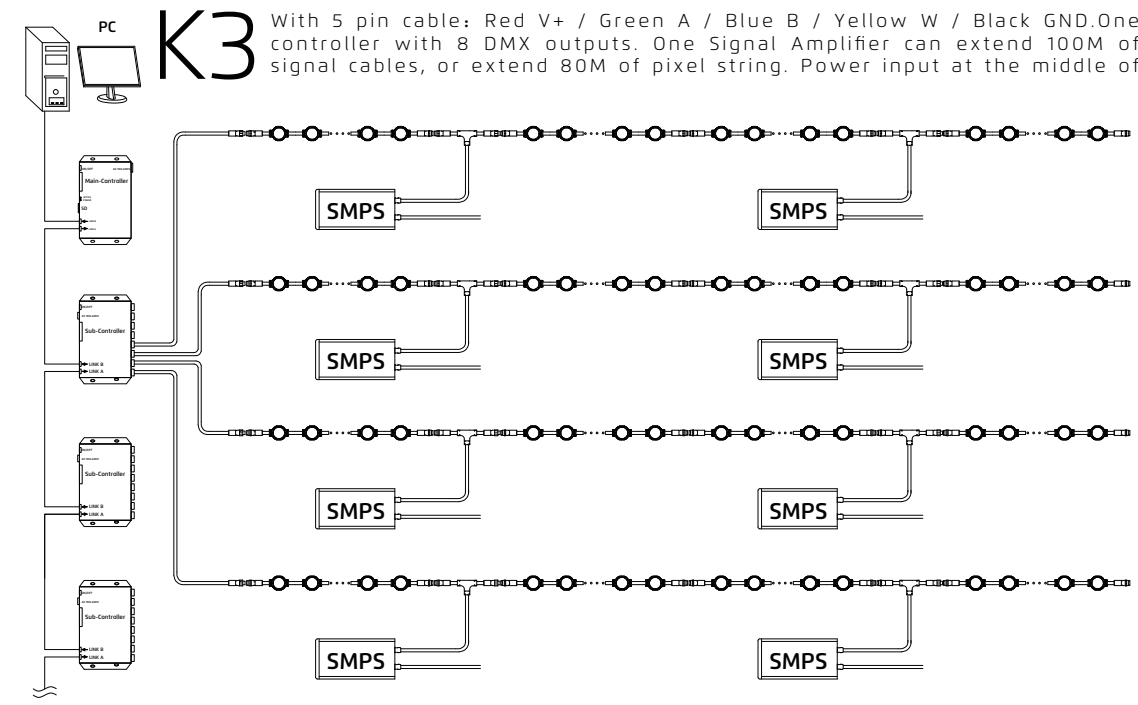 PC
K3
With 5 pin cable: Red V+ / Green A / Blue B / Yellow W / Black GND.One
controller with 8 DMX outputs. One Signal Amplifier can extend 100M of
signal cables, or extend 80M of pixel string. Power input at the middle of
Main-Controller
SD
SMPS
SMPS
Sub-Controller
LINK B
LINK A
SMPS
SMPS
Sub-Controller
LINK B
LINK A
SMPS
SMPS
Sub-Controller
LINK B
LINK A
SMPS
SMPS